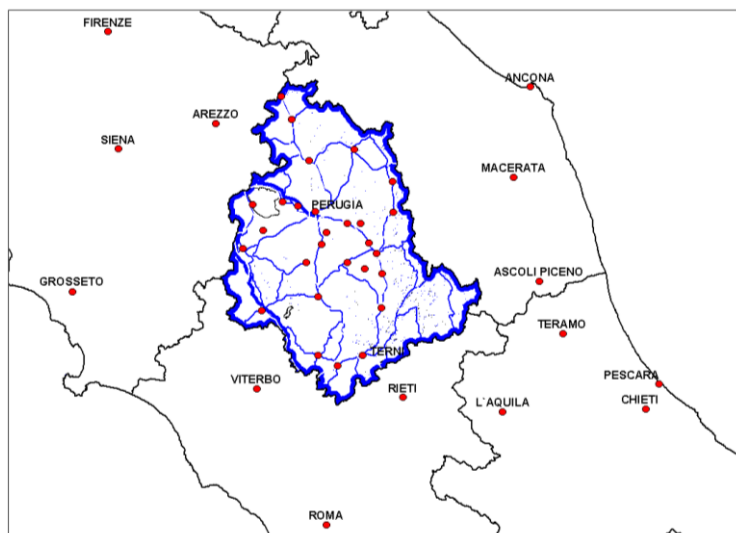 FIRENZE
ANCONA
AREZZO
SIENA
MACERATA
PERUGIA
GROSSETO
ASCOLI PICENO
TERAMO
TERNI
VITERBO
RIETI
PESCARA
L`AQUILA
CHIETI
ROMA